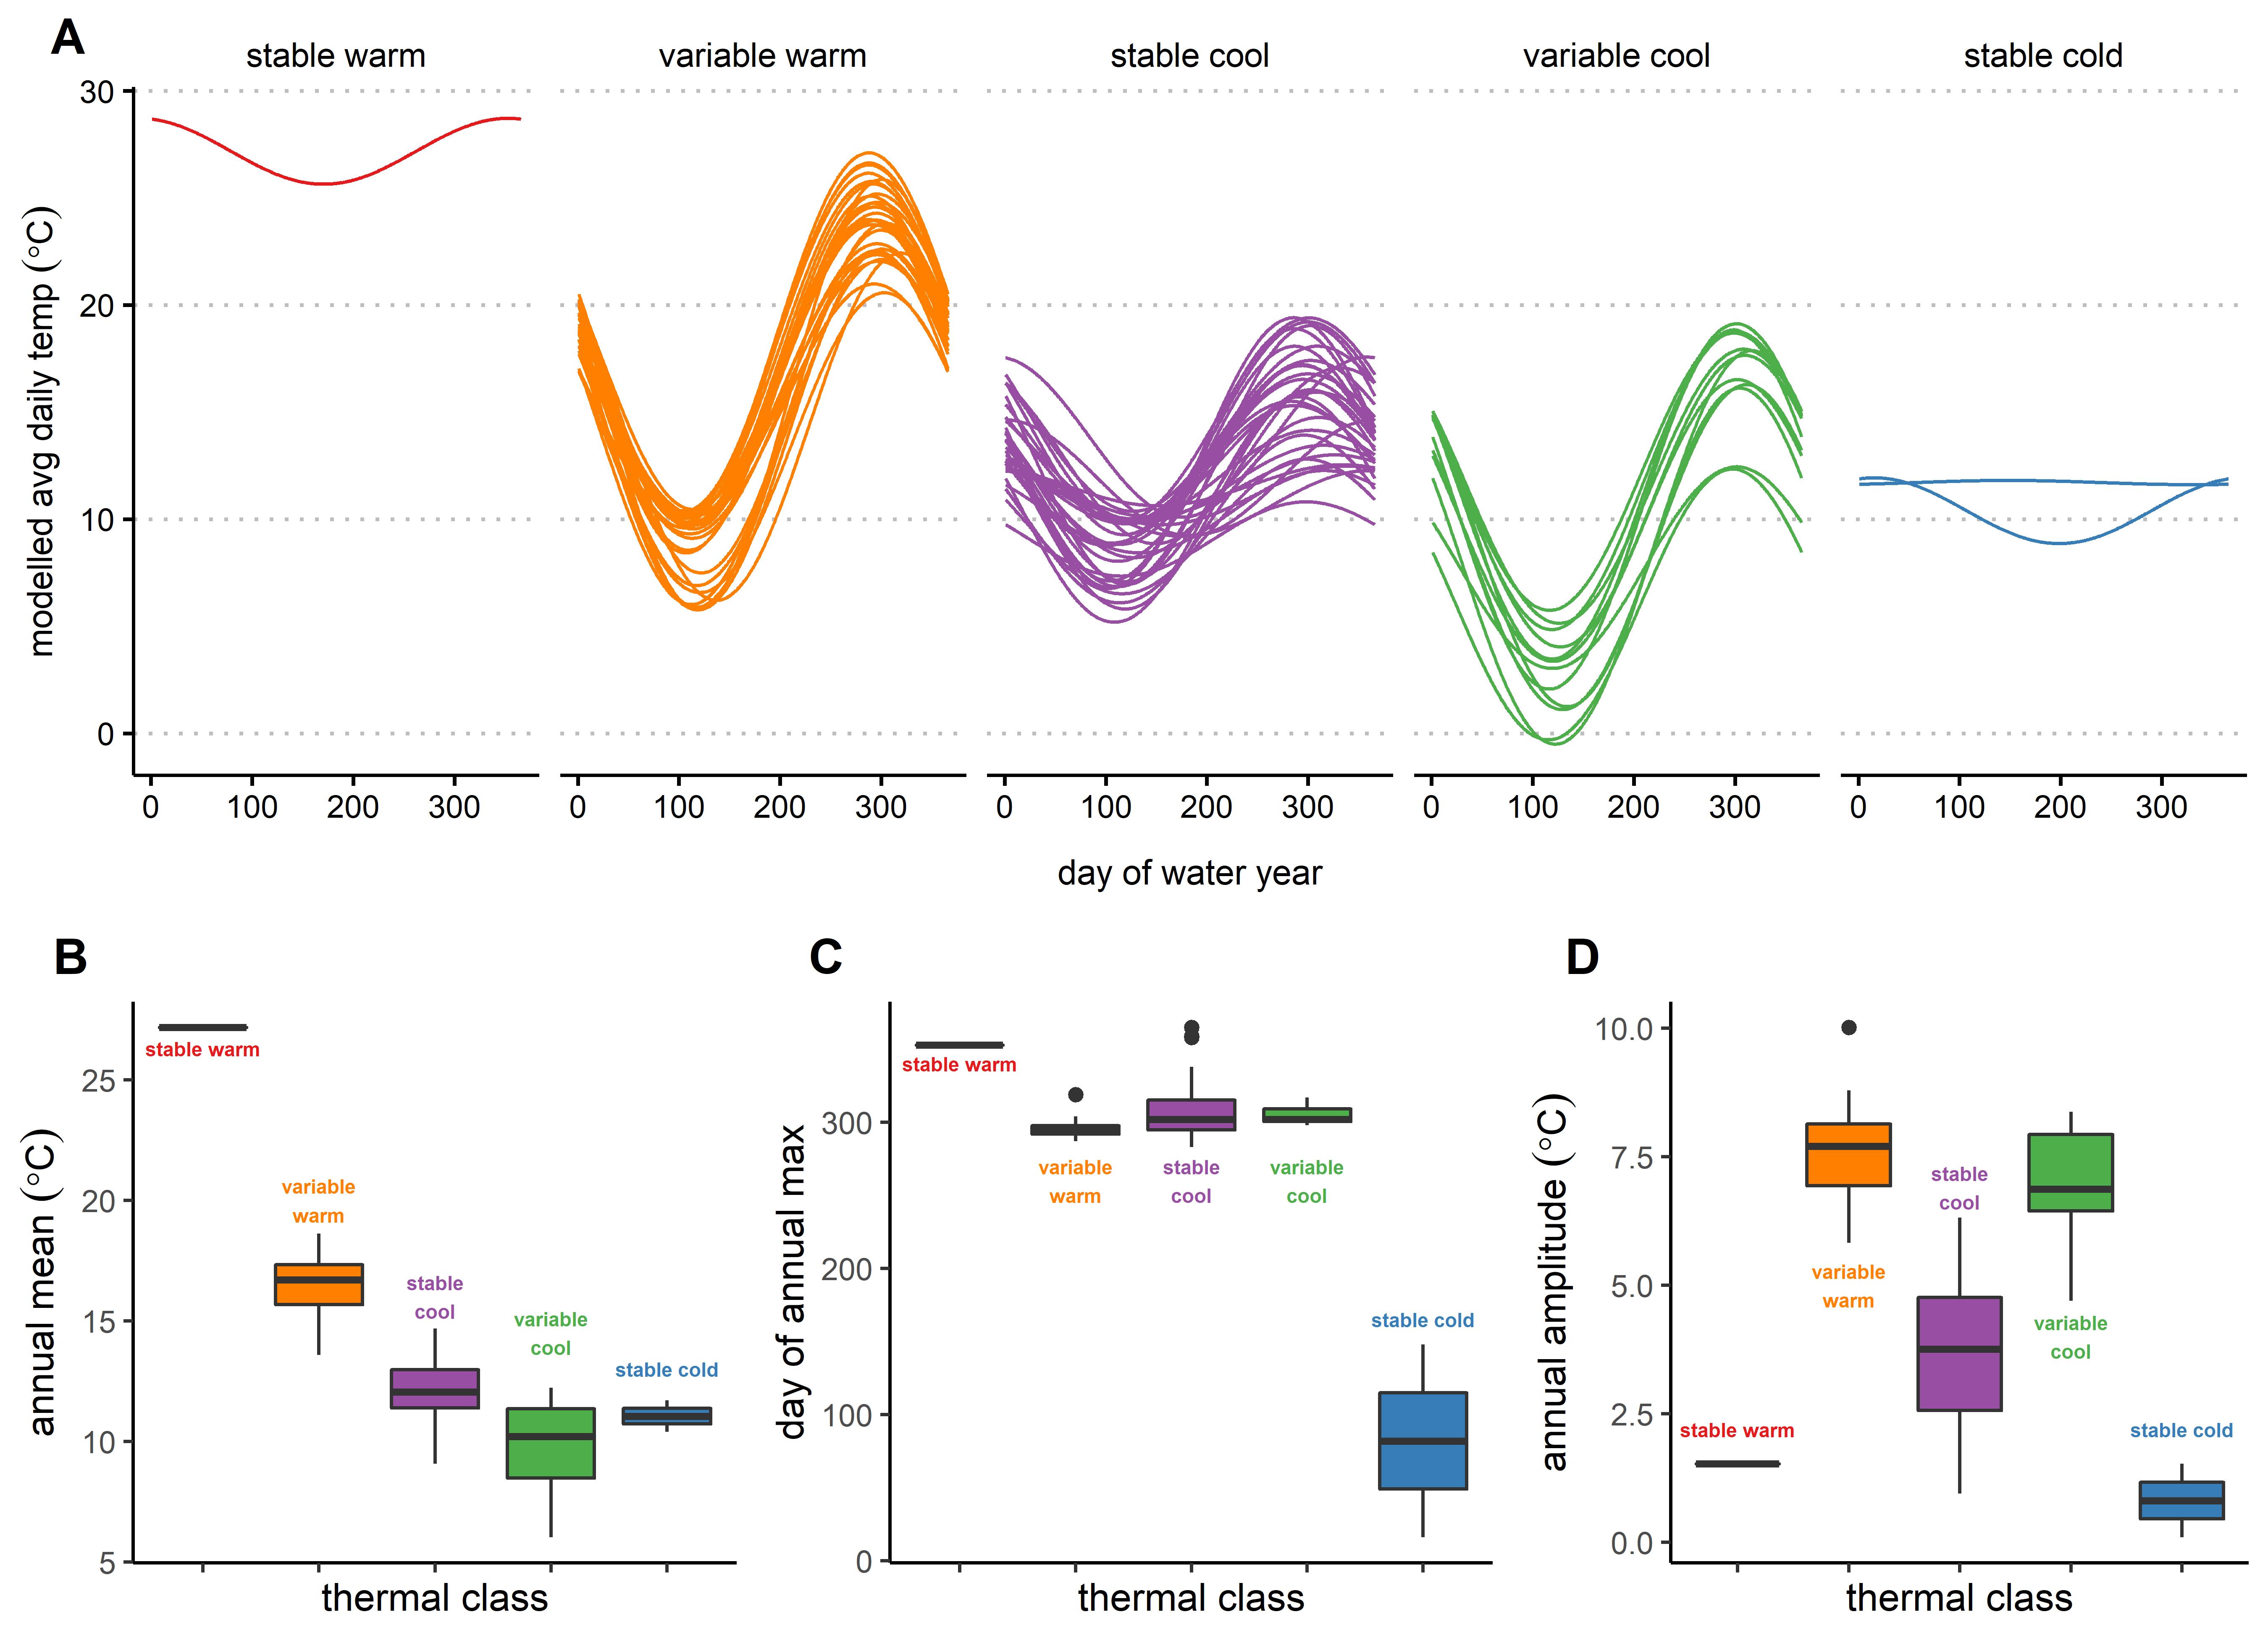 A
stable warm
variable warm
stable cool
variable cool
stable cold
modelled avg daily temp (°C)
30
20
10
0
0 100 200 300
0 100 200 300
0 100 200 300
0 100 200 300
0 100 200 300
day of water year
B
annual mean (°C)
25
20
15
10
5
stable warm
variable
warm
stable
cool
variable
cool
stable cold
thermal class
C
day of annual max
300
200
100
0
stable warm
variable
warm
stable
cool
variable
cool
stable cold
thermal class
D
annual amplitude (°C)
10.0
7.5
5.0
2.5
0.0
stable warm
variable
warm
stable
cool
variable
cool
stable cold
thermal class